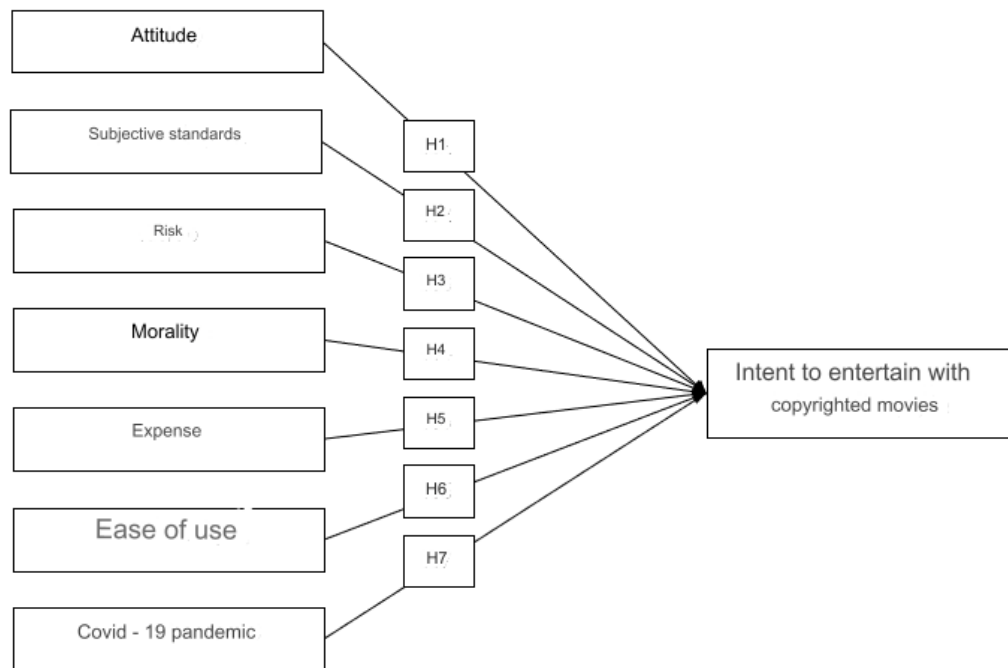 Attitude
Subjective standards
Risk
Morality
Expense
Ease of use
Covid - 19 pandemic
H1
H2
H3
H4
H5
H6
H7
Intent to entertain with
copyrighted movies